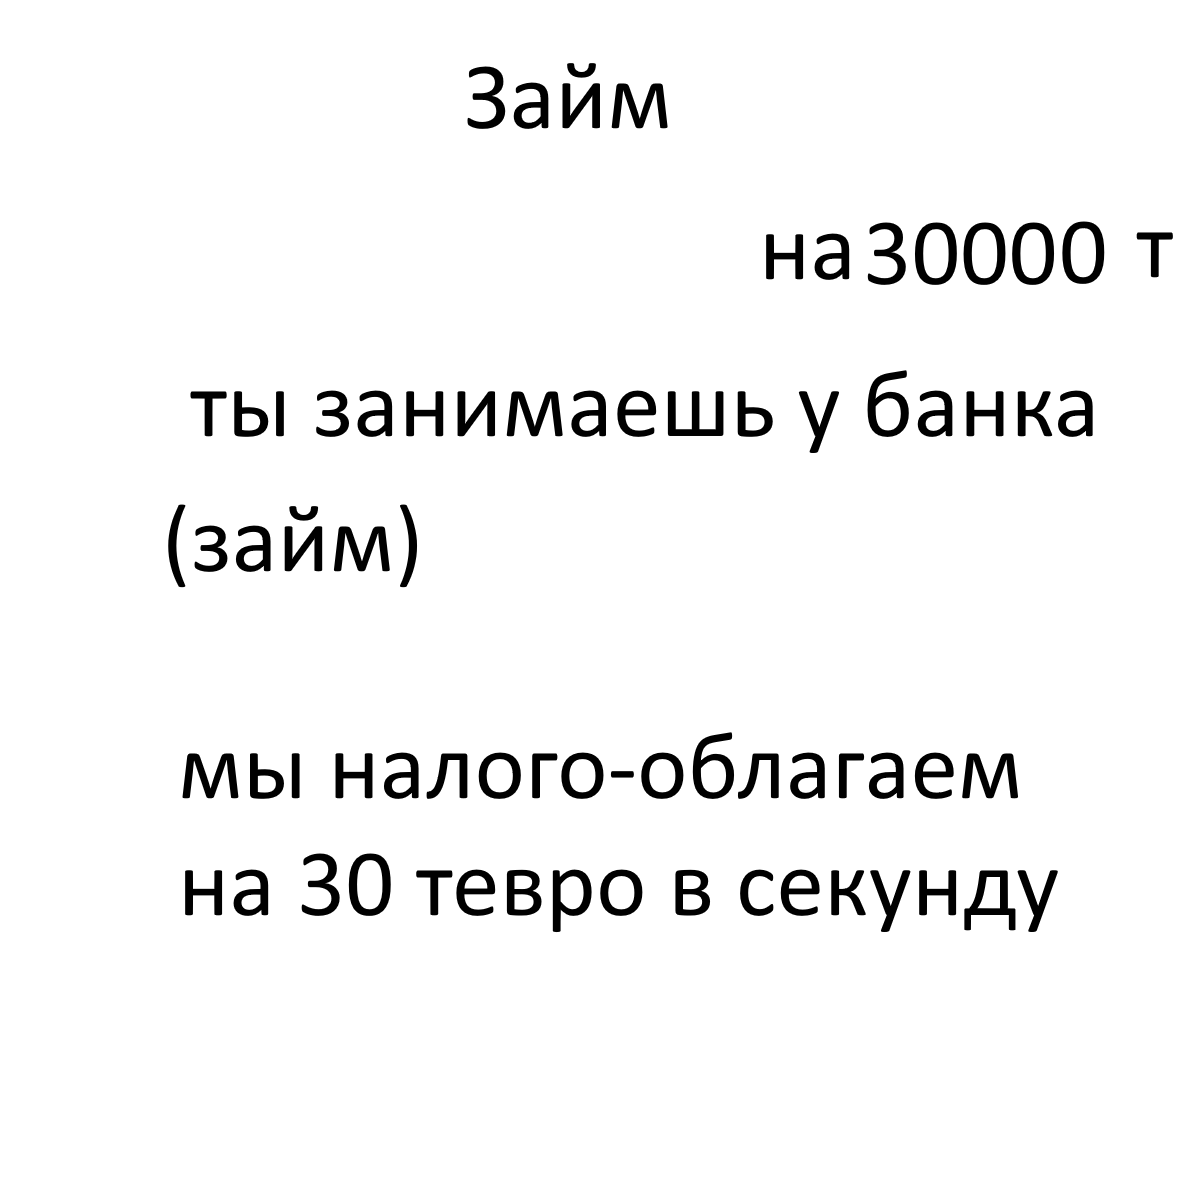 Займ
на 30000 т
ты занимаешь у банка
(займ)
мы налого-облагаем
на 30 тевро в секунду